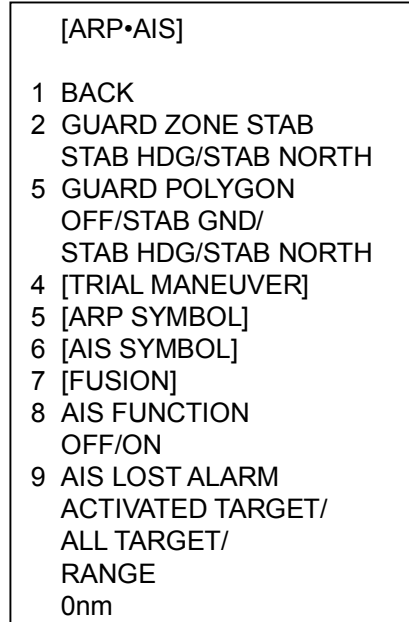 [ARP•AIS]
1 BACK
2 GUARD ZONE STAB
STAB HDG/STAB NORTH
5 GUARD POLYGON
OFF/STAB GND/
STAB HDG/STAB NORTH
4 [TRIAL MANEUVER]
5 [ARP SYMBOL]
6 [AIS SYMBOL]
7 [FUSION]
8 AIS FUNCTION
OFF/ON
9 AIS LOST ALARM
ACTIVATED TARGET/
ALL TARGET/
RANGE
0nm